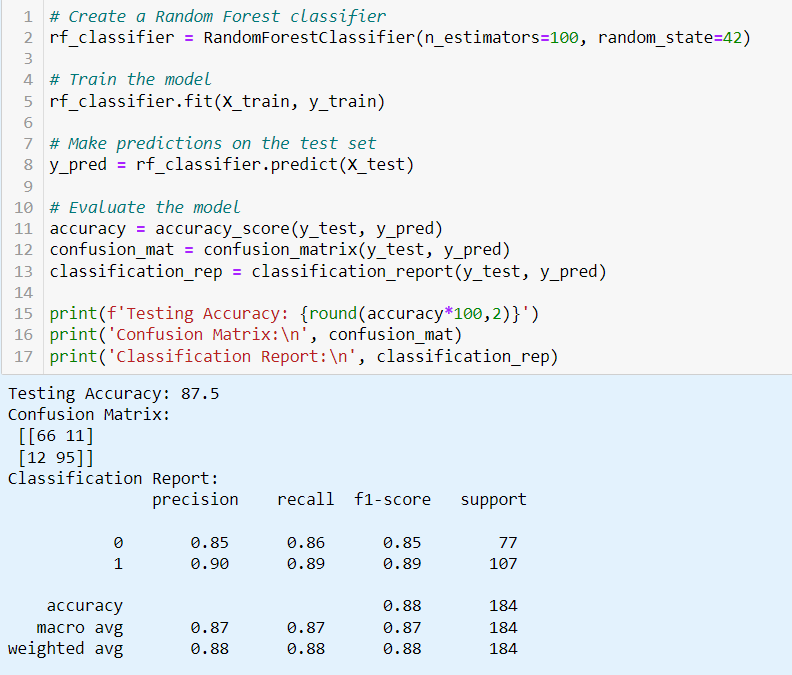 1 # Create a Random Forest classifier
2 rf_classifier = RandomForestClassifier(n_estimators=100, random_state=42)
3
4 # Train the model
5 rf_classifier.fit(X_train, y_train)
6
7 # Make predictions on the test set
8 y_pred = rf_classifier.predict(X_test)
9
10 # Evaluate the model
11 accuracy = accuracy_score(y_test, y_pred)
12 confusion_mat = confusion_matrix(y_test, y_pred)
13 classification_rep = classification_report(y_test, y_pred)
14
15 print(f'Testing Accuracy: {round(accuracy*100,2)}')
16 print('Confusion Matrix:\n', confusion_mat)
17 print('Classification Report:\n', classification_rep)
Testing Accuracy: 87.5
Confusion Matrix:
 [[66 11]
 [12 95]]
Classification Report:
               precision    recall  f1-score   support

           0       0.85      0.86      0.85        77
           1       0.90      0.89      0.89       107

    accuracy                           0.88       184
   macro avg       0.87      0.87      0.87       184
weighted avg       0.88      0.88      0.88       184